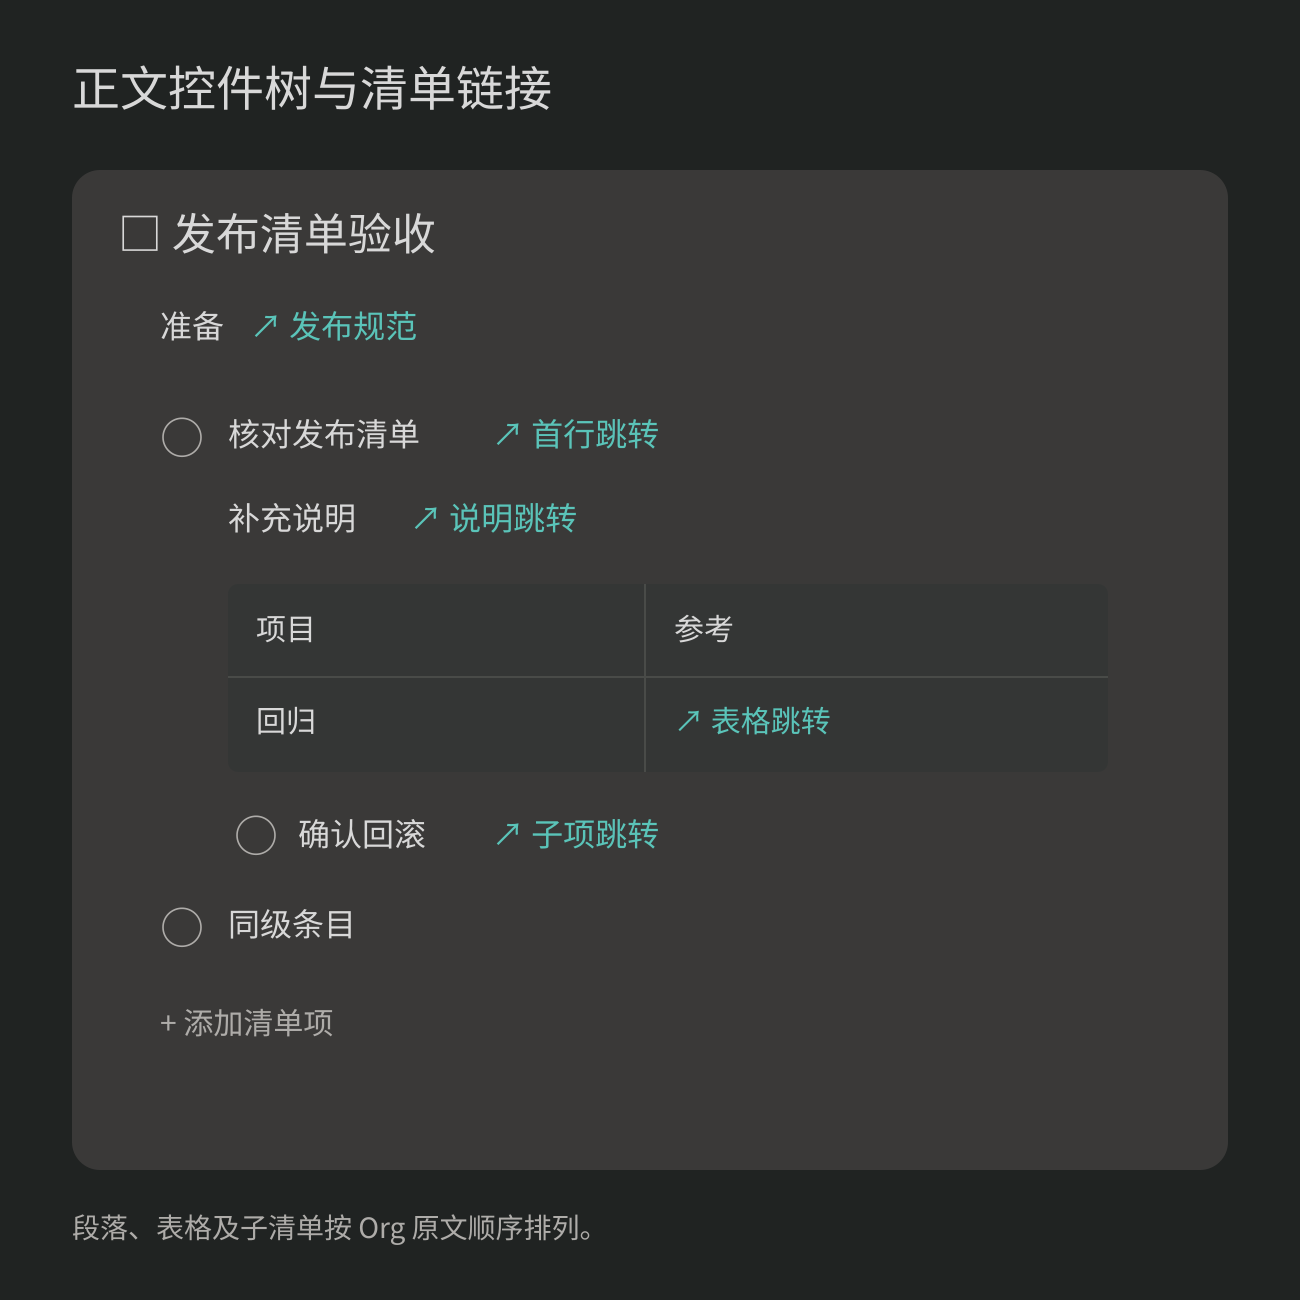 正文控件树与清单链接
□ 发布清单验收
准备 ↗ 发布规范
核对发布清单 ↗ 首行跳转
补充说明 ↗ 说明跳转
项目 参考
回归 ↗ 表格跳转
确认回滚 ↗ 子项跳转
同级条目
+ 添加清单项
段落、表格及子清单按 Org 原文顺序排列。